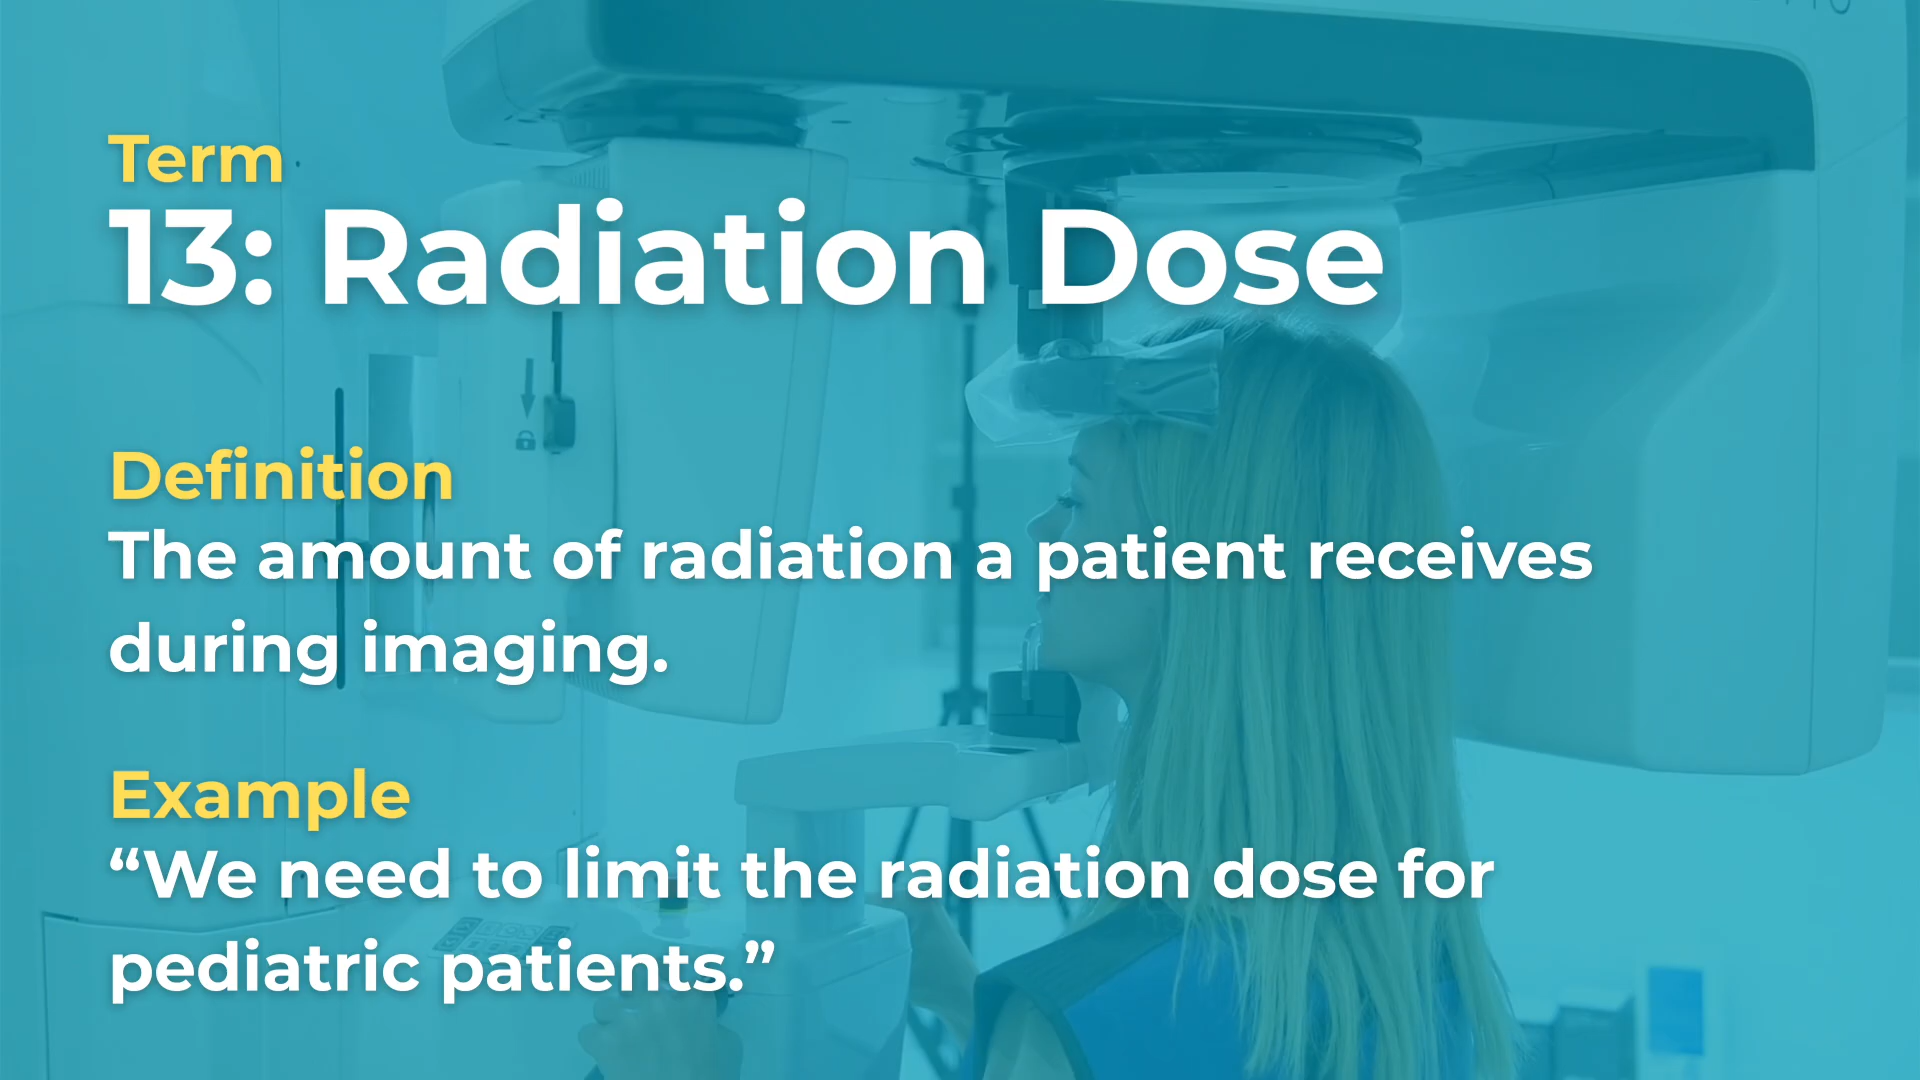 Term
13: Radiation Dose
Definition
The amount of radiation a patient receives
during imaging.
Example
“We need to limit the radiation dose for
pediatric patients.”